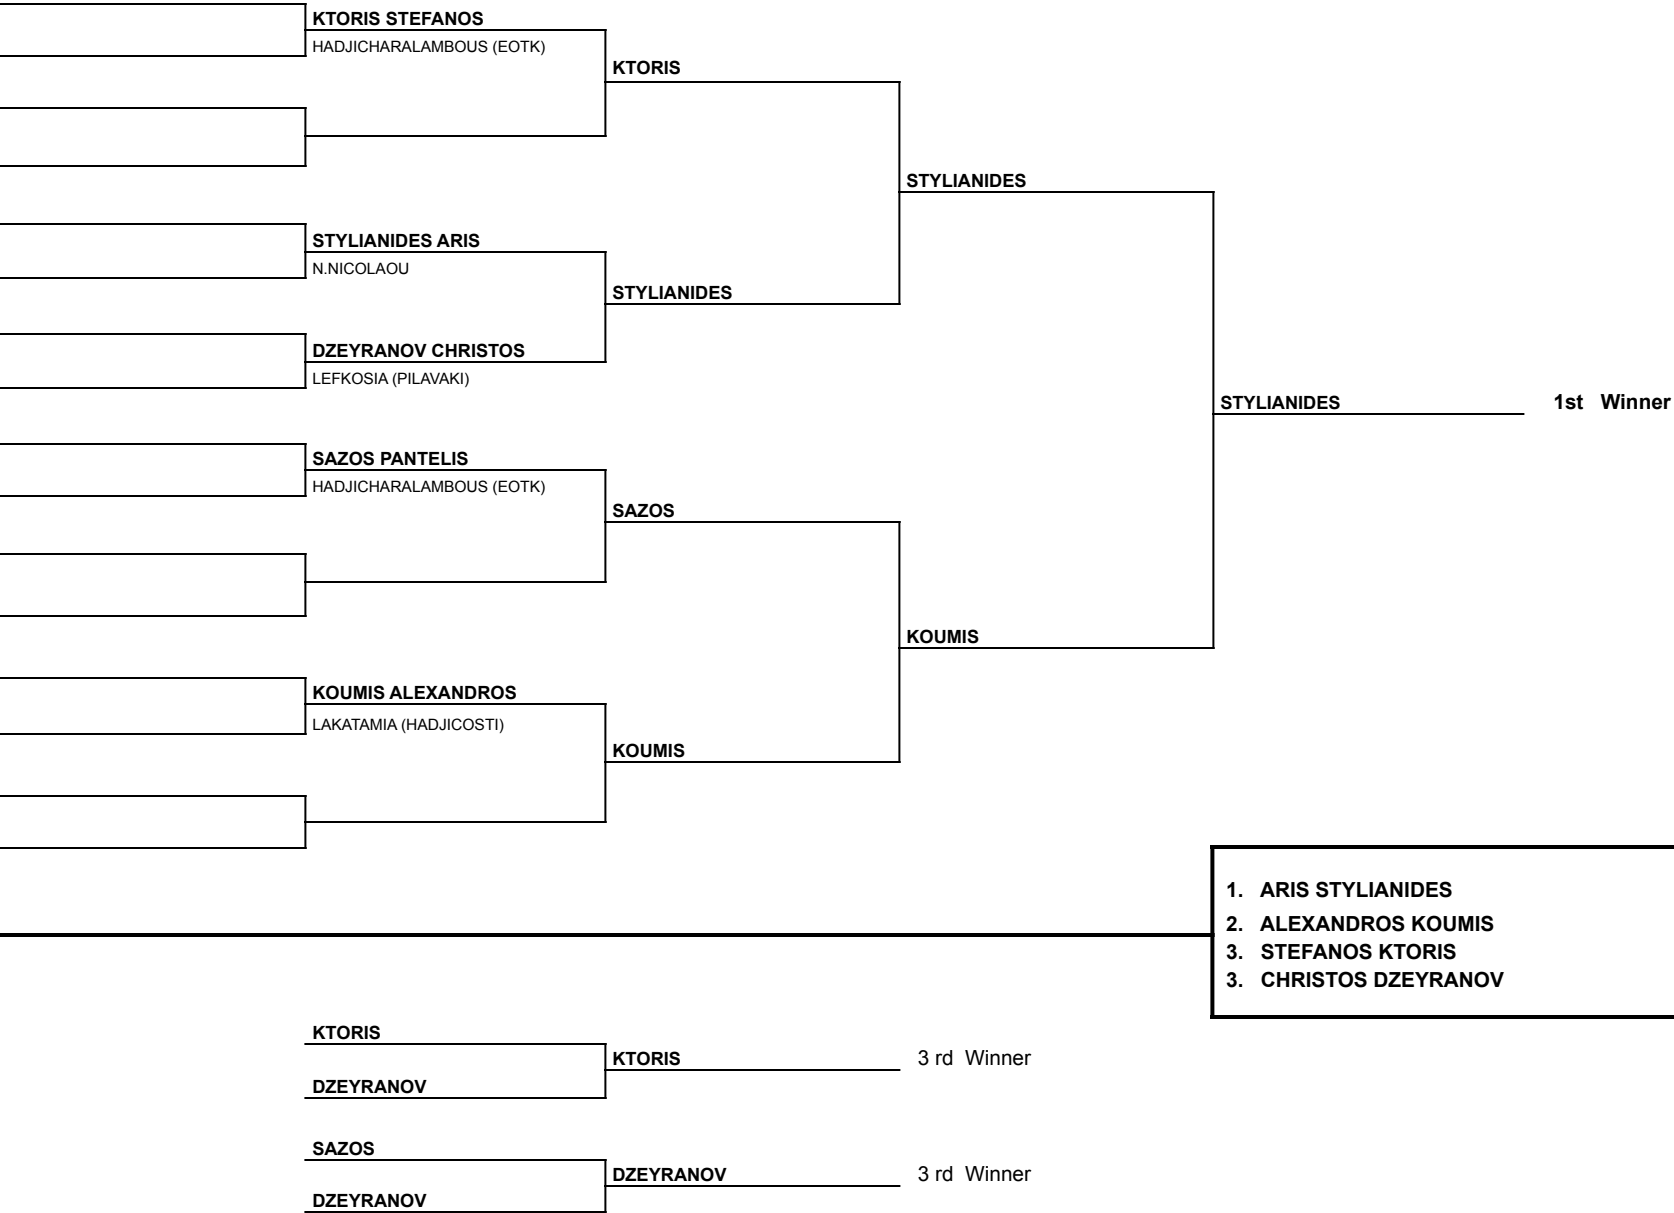 KTORIS STEFANOS
HADJICHARALAMBOUS (EOTK)
KTORIS
STYLIANIDES
STYLIANIDES ARIS
N.NICOLAOU
STYLIANIDES
DZEYRANOV CHRISTOS
LEFKOSIA (PILAVAKI)
STYLIANIDES 1st Winner
SAZOS PANTELIS
HADJICHARALAMBOUS (EOTK)
SAZOS
KOUMIS
KOUMIS ALEXANDROS
LAKATAMIA (HADJICOSTI)
KOUMIS
1. ARIS STYLIANIDES
2. ALEXANDROS KOUMIS
3. STEFANOS KTORIS
3. CHRISTOS DZEYRANOV
KTORIS
KTORIS 3 rd Winner
DZEYRANOV
SAZOS
DZEYRANOV 3 rd Winner
DZEYRANOV